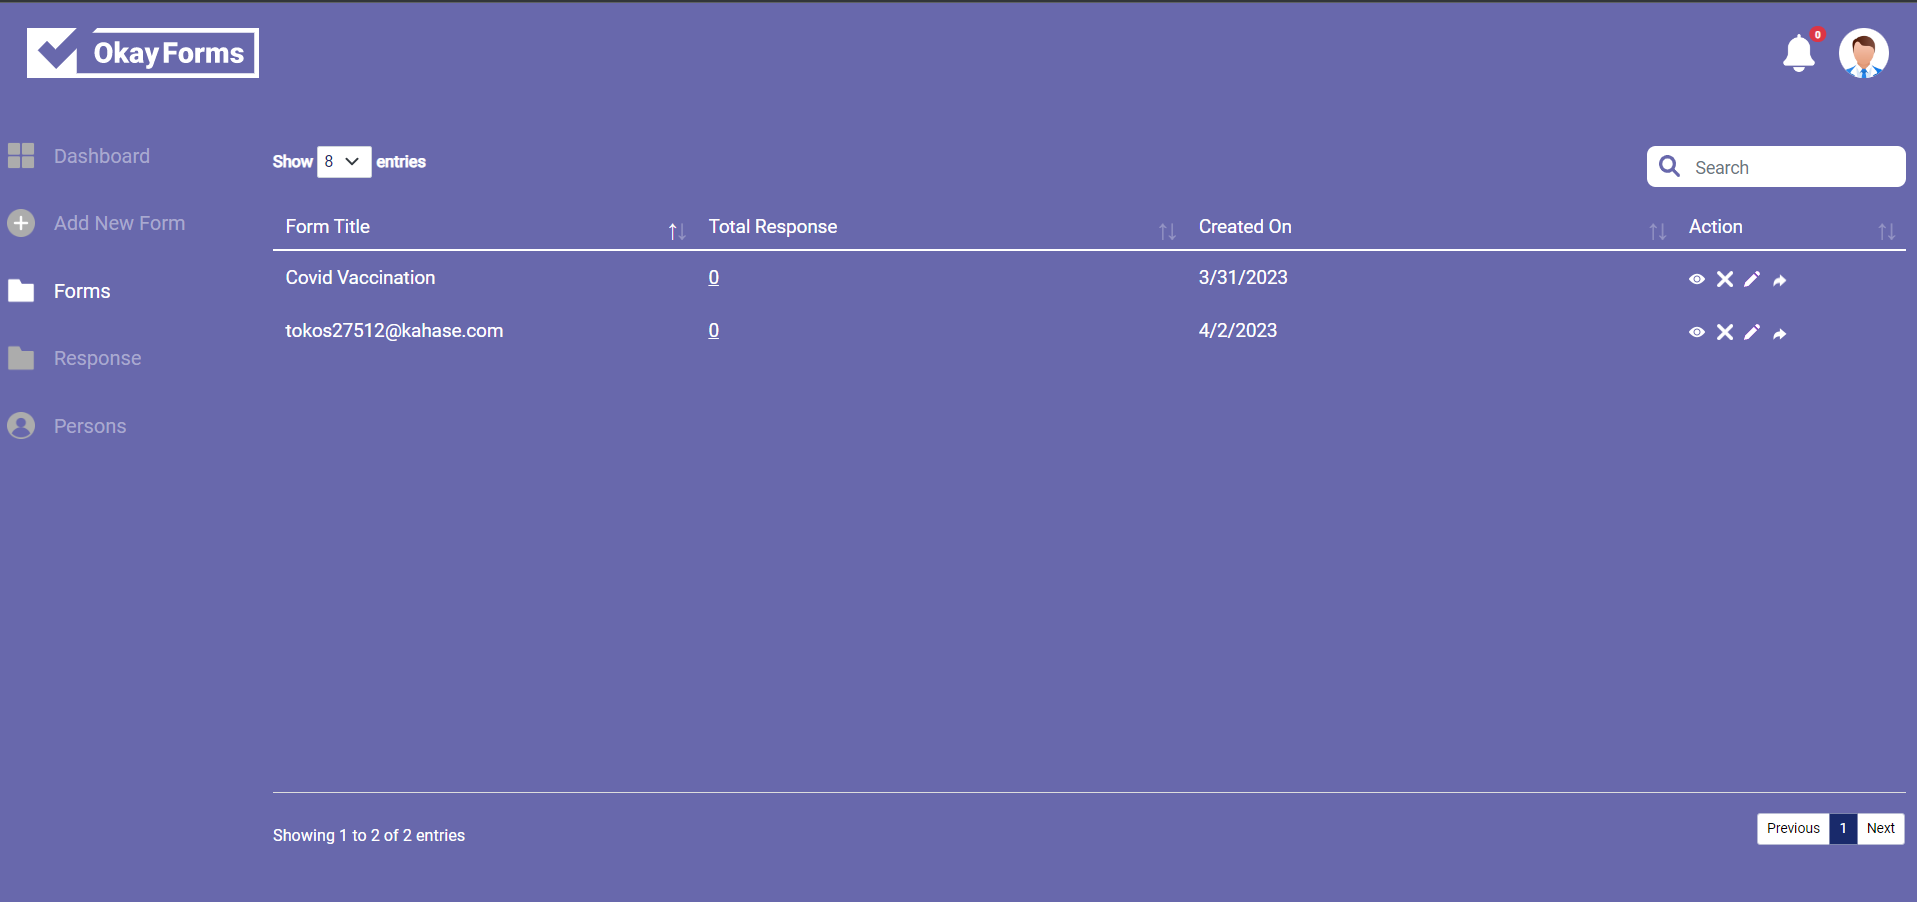 OkayForms
0
Dashboard
Add New Form
Forms
Response
Persons
Show 8 entries
Search
Form Title Total Response Created On Action
Covid Vaccination 0 3/31/2023
tokos27512@kahase.com 0 4/2/2023
Showing 1 to 2 of 2 entries
Previous 1 Next